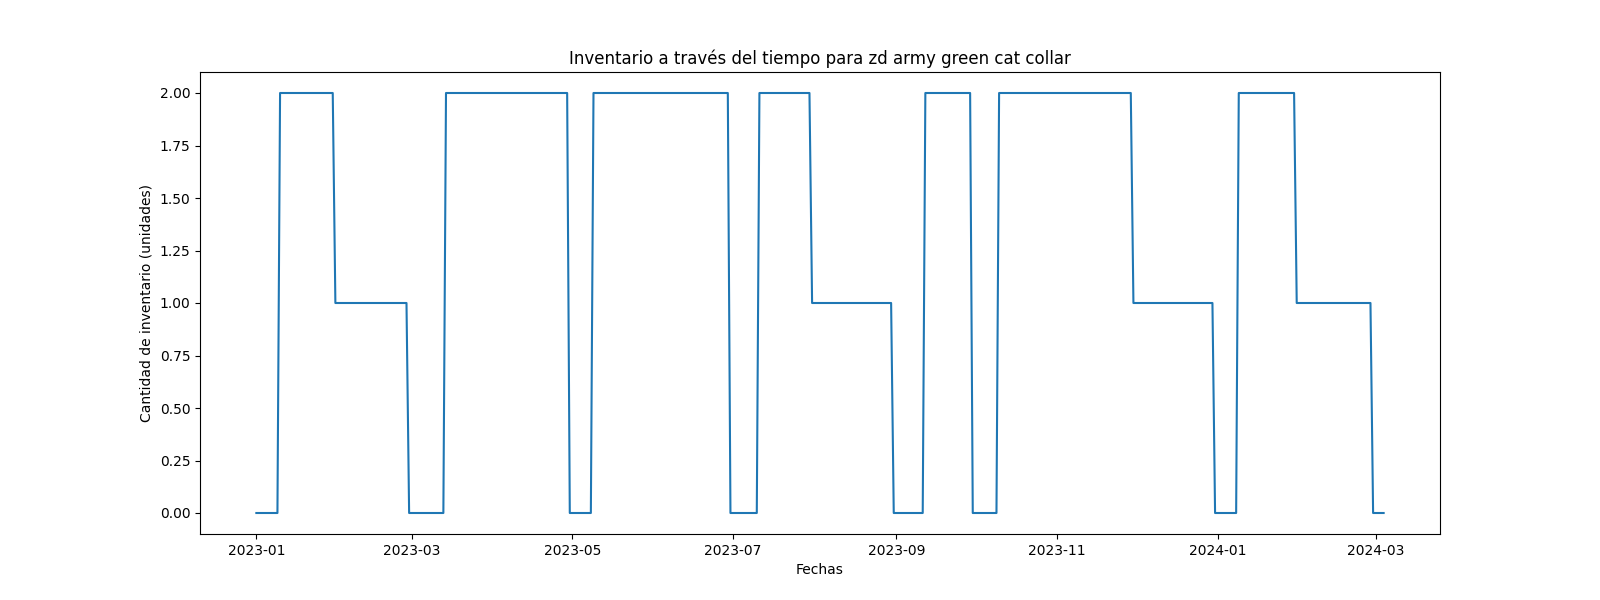 Inventario a través del tiempo para zd army green cat collar
Cantidad de inventario (unidades)
2.00
1.75
1.50
1.25
1.00
0.75
0.50
0.25
0.00
2023-01 2023-03 2023-05 2023-07 2023-09 2023-11 2024-01 2024-03
Fechas